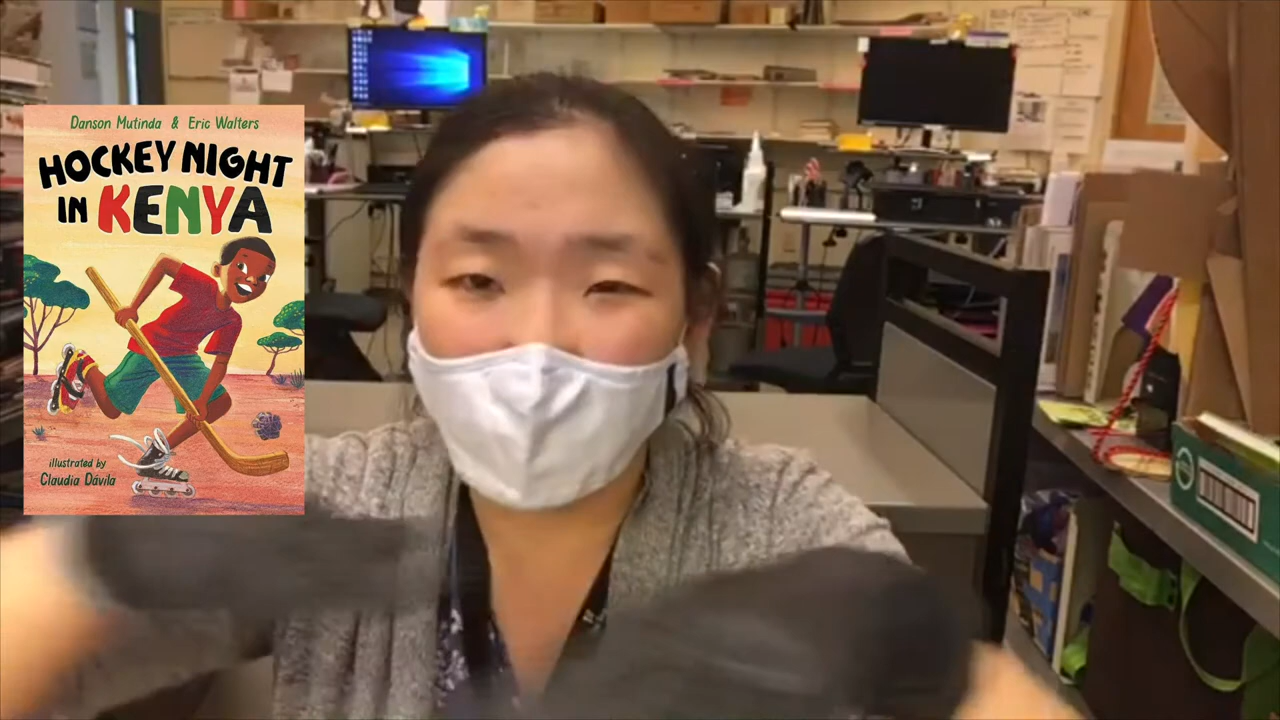 Danson Mutinda & Eric Walters
HOCKEY NIGHT
IN KENYA
illustrated by
Claudia Dávila